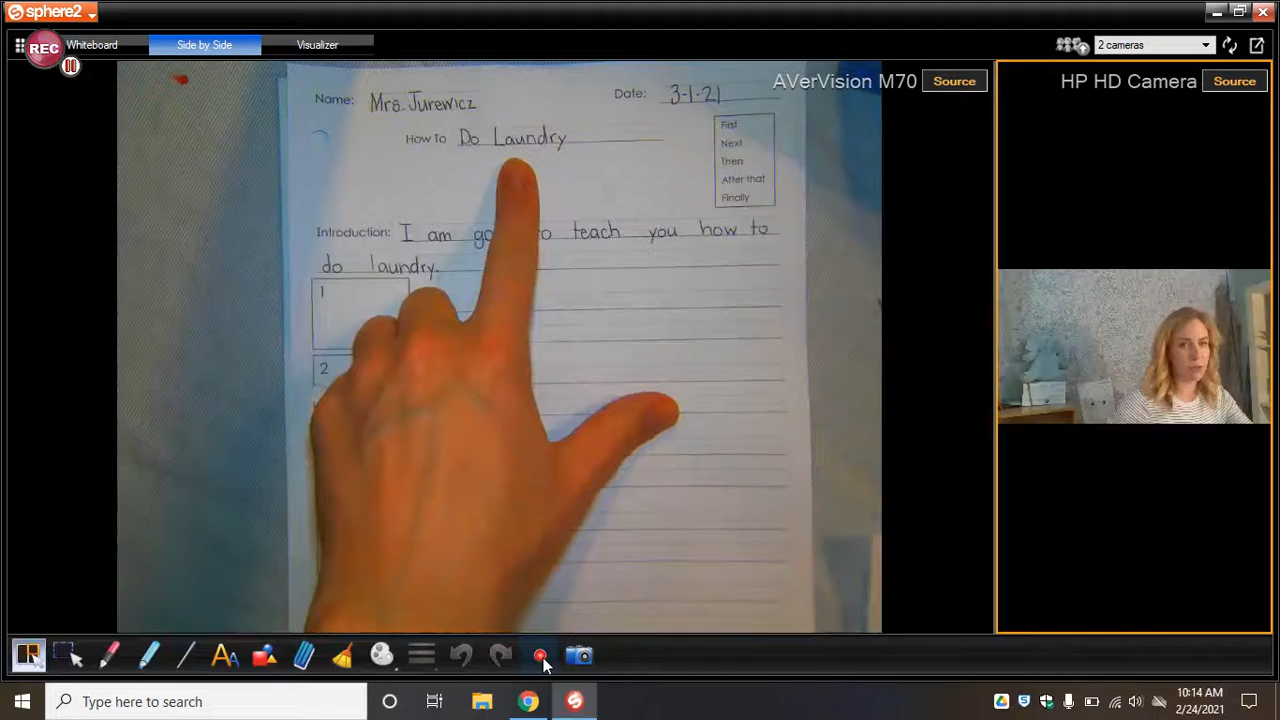 sphere2
REC
Whiteboard
Side by Side
Visualizer
2 cameras
AVerVision M70
Source
HP HD Camera
Source
Name: Mrs. Jurewicz
Date: 3-1-21
How To Do Laundry
First
Next
Then
After that
Finally
Introduction: I am go to teach you how to
do laundry.
1
2
Type here to search
10:14 AM
2/24/2021